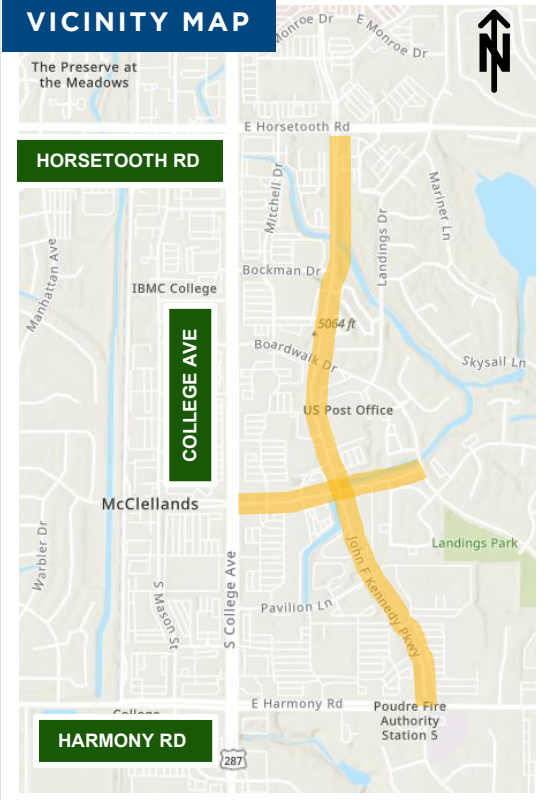 VICINITY MAP
Monroe Dr
E Monroe Dr
N
The Preserve at
the Meadows
E Horsetooth Rd
HORSETOOTH RD
Mitchell Dr
Mariner Ln
Landings Dr
Manhattan Ave
Bockman Dr
IBMC College
5064 ft
COLLEGE AVE
Boardwalk Dr
Skysail Ln
US Post Office
McClellands
Warbler Dr
Landings Park
John F Kennedy Pkwy
S College Ave
S Mason St
Pavilion Ln
E Harmony Rd
Poudre Fire
Authority
Station 5
College
HARMONY RD
287